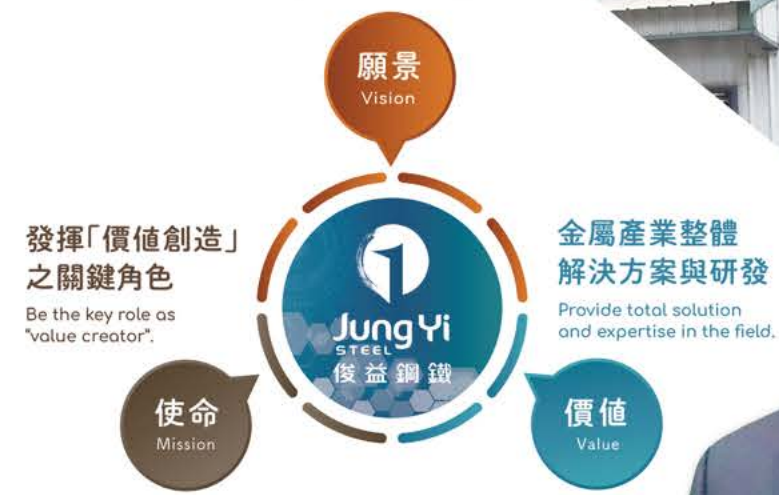 願景
Vision
發揮「價值創造」
之關鍵角色
Be the key role as
"value creator".
金屬產業整體
解決方案與研發
Provide total solution
and expertise in the field.
Jung Yi
STEEL
俊益鋼鐵
使命
Mission
價值
Value